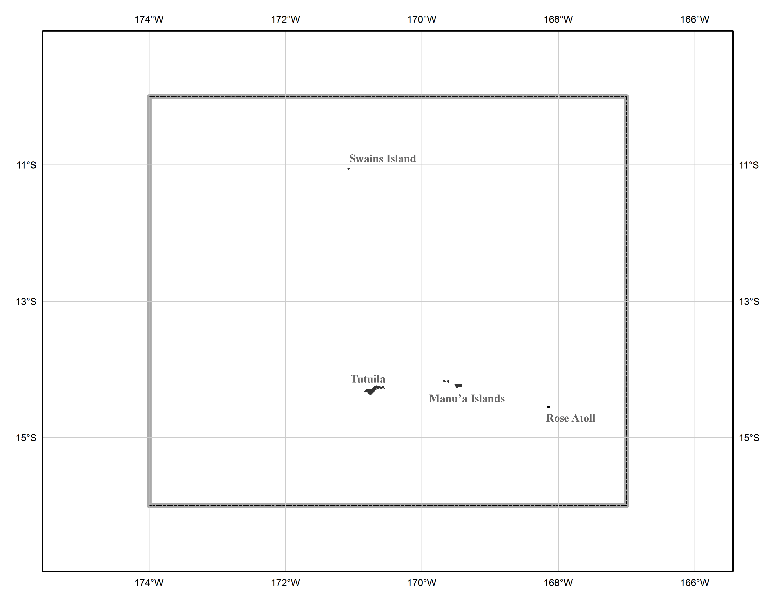 174°W 172°W 170°W 168°W 166°W
Swains Island
11°S 11°S
13°S 13°S
Tutuila
Manu'a Islands
Rose Atoll
15°S 15°S
174°W 172°W 170°W 168°W 166°W